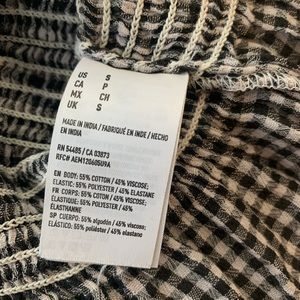 US S
CA P
MX CH
UK S
MADE IN INDIA / FABRIQUÉ EN INDE / HECHO
EN INDIA
RN 54485 / CA 03873
RFC# AEM120605U9A
EN: BODY: 55% COTTON / 45% VISCOSE;
ELASTIC: 55% POLYESTER / 45% ELASTANE
FR: CORPS: 55% COTON / 45% VISCOSE;
ÉLASTIQUE: 55% POLYESTER / 45%
ÉLASTHANNE
SP: CUERPO: 55% algodón / 45% viscosa;
ELÁSTICO: 55% poliéster / 45% elastano